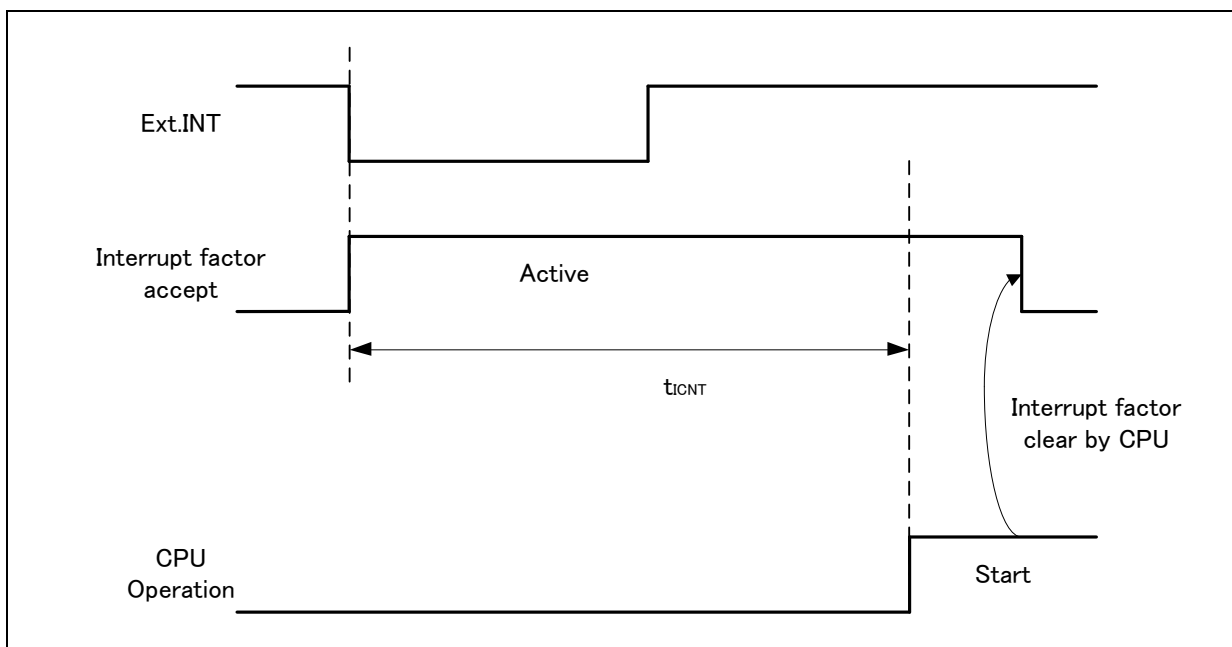 Ext.INT
Interrupt factor
accept
Active
tICNT
Interrupt factor
clear by CPU
CPU
Operation
Start